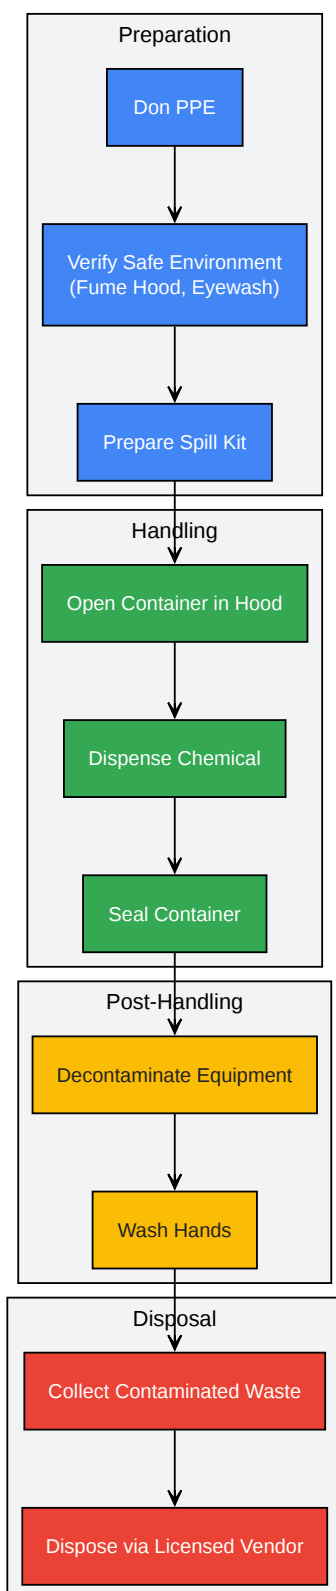 Preparation
Don PPE
Verify Safe Environment
(Fume Hood, Eyewash)
Prepare Spill Kit
Handling
Open Container in Hood
Dispense Chemical
Seal Container
Post-Handling
Decontaminate Equipment
Wash Hands
Disposal
Collect Contaminated Waste
Dispose via Licensed Vendor